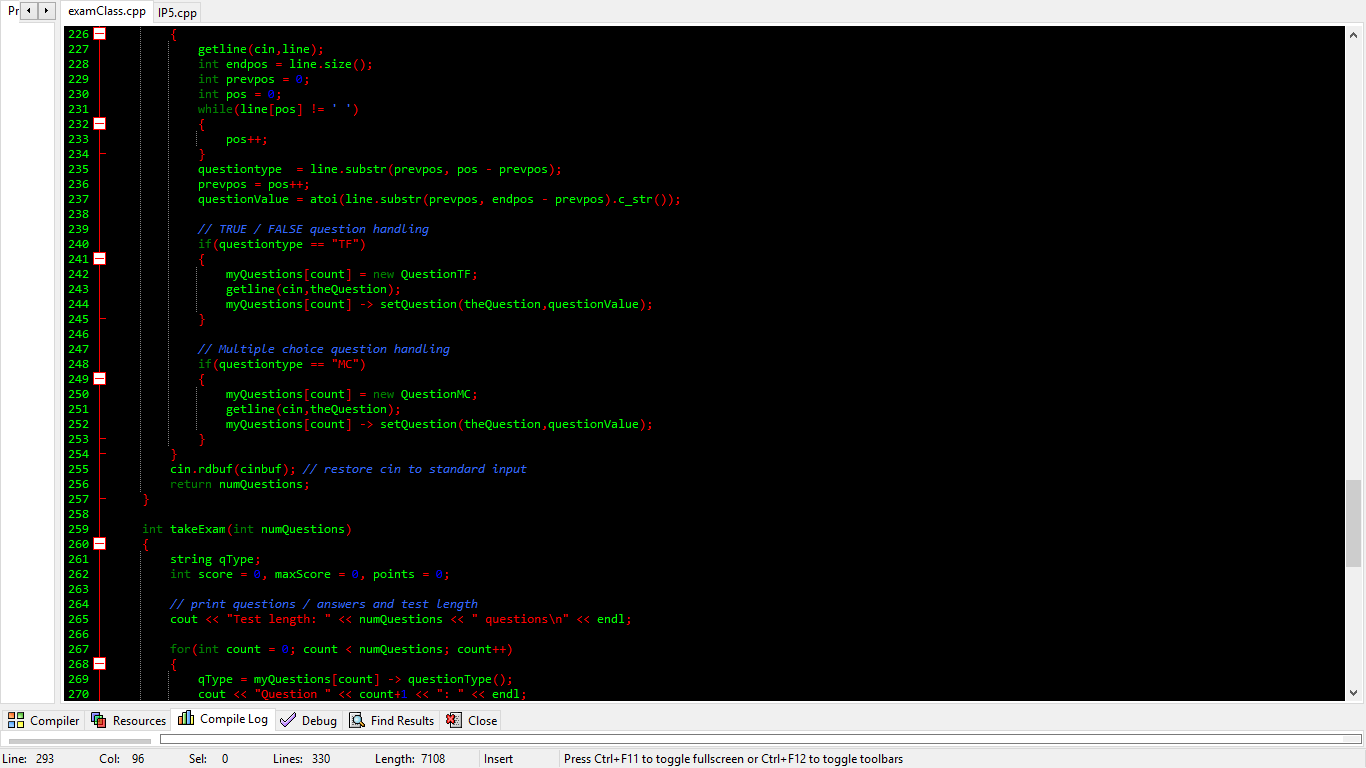 Pr
examClass.cpp
IP5.cpp
226 {
227 getline(cin,line);
228 int endpos = line.size();
229 int prevpos = 0;
230 int pos = 0;
231 while(line[pos] != ' ')
232 {
233 pos++;
234 }
235 questiontype  = line.substr(prevpos, pos - prevpos);
236 prevpos = pos++;
237 questionValue = atoi(line.substr(prevpos, endpos - prevpos).c_str());
238
239 // TRUE / FALSE question handling
240 if(questiontype == "TF")
241 {
242 myQuestions[count] = new QuestionTF;
243 getline(cin,theQuestion);
244 myQuestions[count] -> setQuestion(theQuestion,questionValue);
245 }
246
247 // Multiple choice question handling
248 if(questiontype == "MC")
249 {
250 myQuestions[count] = new QuestionMC;
251 getline(cin,theQuestion);
252 myQuestions[count] -> setQuestion(theQuestion,questionValue);
253 }
254 }
255 cin.rdbuf(cinbuf); // restore cin to standard input
256 return numQuestions;
257 }
258
259 int takeExam(int numQuestions)
260 {
261 string qType;
262 int score = 0, maxScore = 0, points = 0;
263
264 // print questions / answers and test length
265 cout << "Test length: " << numQuestions << " questions\n" << endl;
266
267 for(int count = 0; count < numQuestions; count++)
268 {
269 qType = myQuestions[count] -> questionType();
270 cout << "Question " << count+1 << ": " << endl;
Compiler
Resources
Compile Log
Debug
Find Results
Close
Line: 293 Col: 96 Sel: 0 Lines: 330 Length: 7108 Insert Press Ctrl+F11 to toggle fullscreen or Ctrl+F12 to toggle toolbars